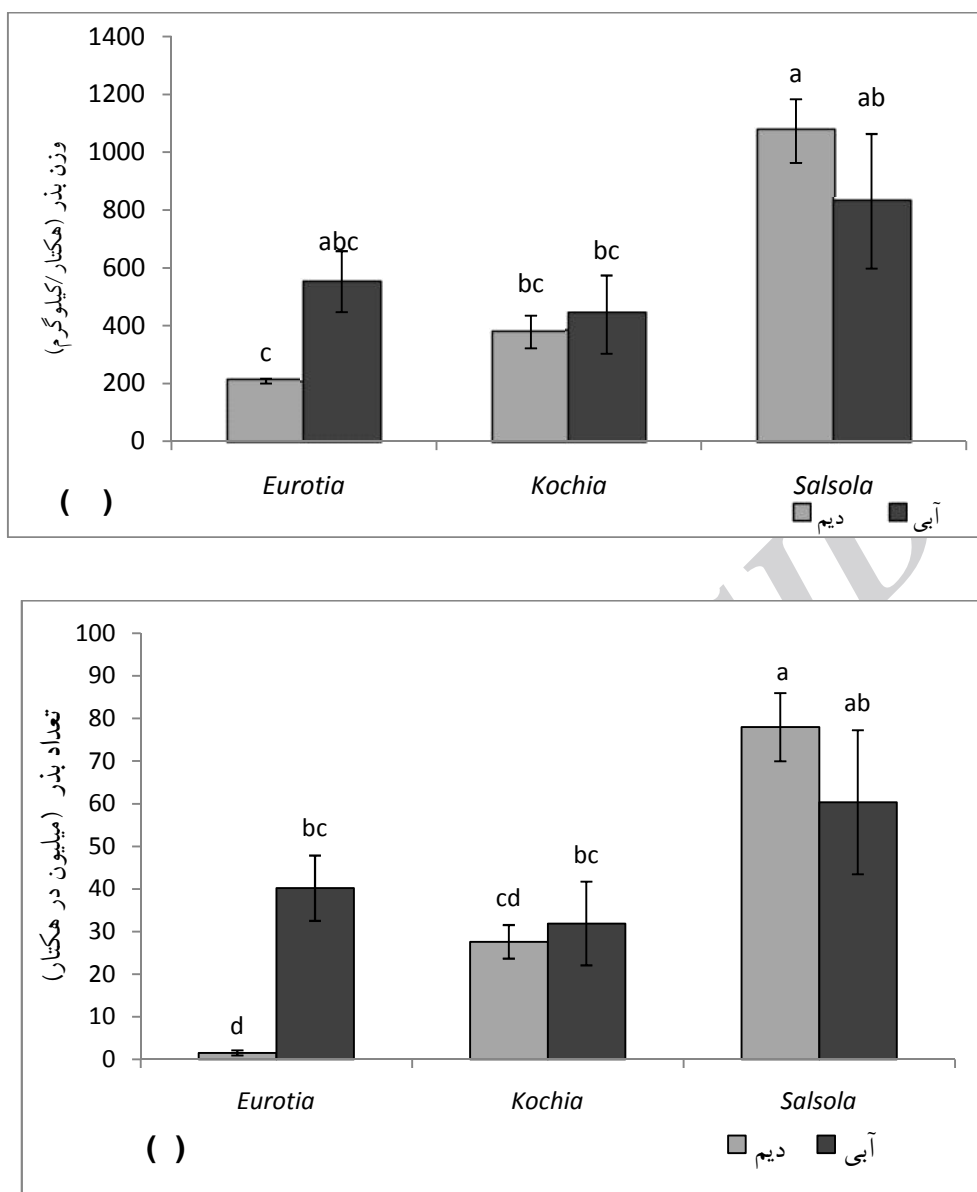 وزن بذر (هکتار/کیلوگرم)
1400
1200
1000
800
600
400
200
0
c
abc
bc
bc
a
ab
Eurotia
Kochia
Salsola
( )
دیم
آبی
تعداد بذر (میلیون در هکتار)
100
90
80
70
60
50
40
30
20
10
0
d
bc
cd
bc
a
ab
Eurotia
Kochia
Salsola
( )
دیم
آبی